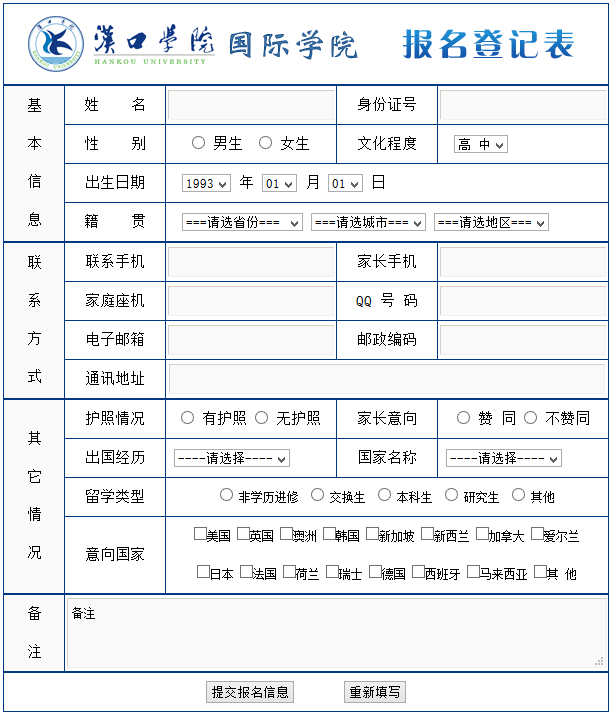 漢口學院 国际学院 报名登记表
HANKOU UNIVERSITY
基本信息
姓 名 身份证号
性 别 男生 女生 文化程度 高 中
出生日期 1993 年 01 月 01 日
籍 贯 ===请选省份=== ===请选城市=== ===请选地区===
联系方式
联系手机 家长手机
家庭座机 QQ 号 码
电子邮箱 邮政编码
通讯地址
其它情况
护照情况 有护照 无护照 家长意向 赞 同 不赞同
出国经历 ----请选择---- 国家名称 ----请选择----
留学类型 非学历进修 交换生 本科生 研究生 其他
意向国家 美国 英国 澳洲 韩国 新加坡 新西兰 加拿大 爱尔兰
日本 法国 荷兰 瑞士 德国 西班牙 马来西亚 其 他
备注 备注
提交报名信息 重新填写